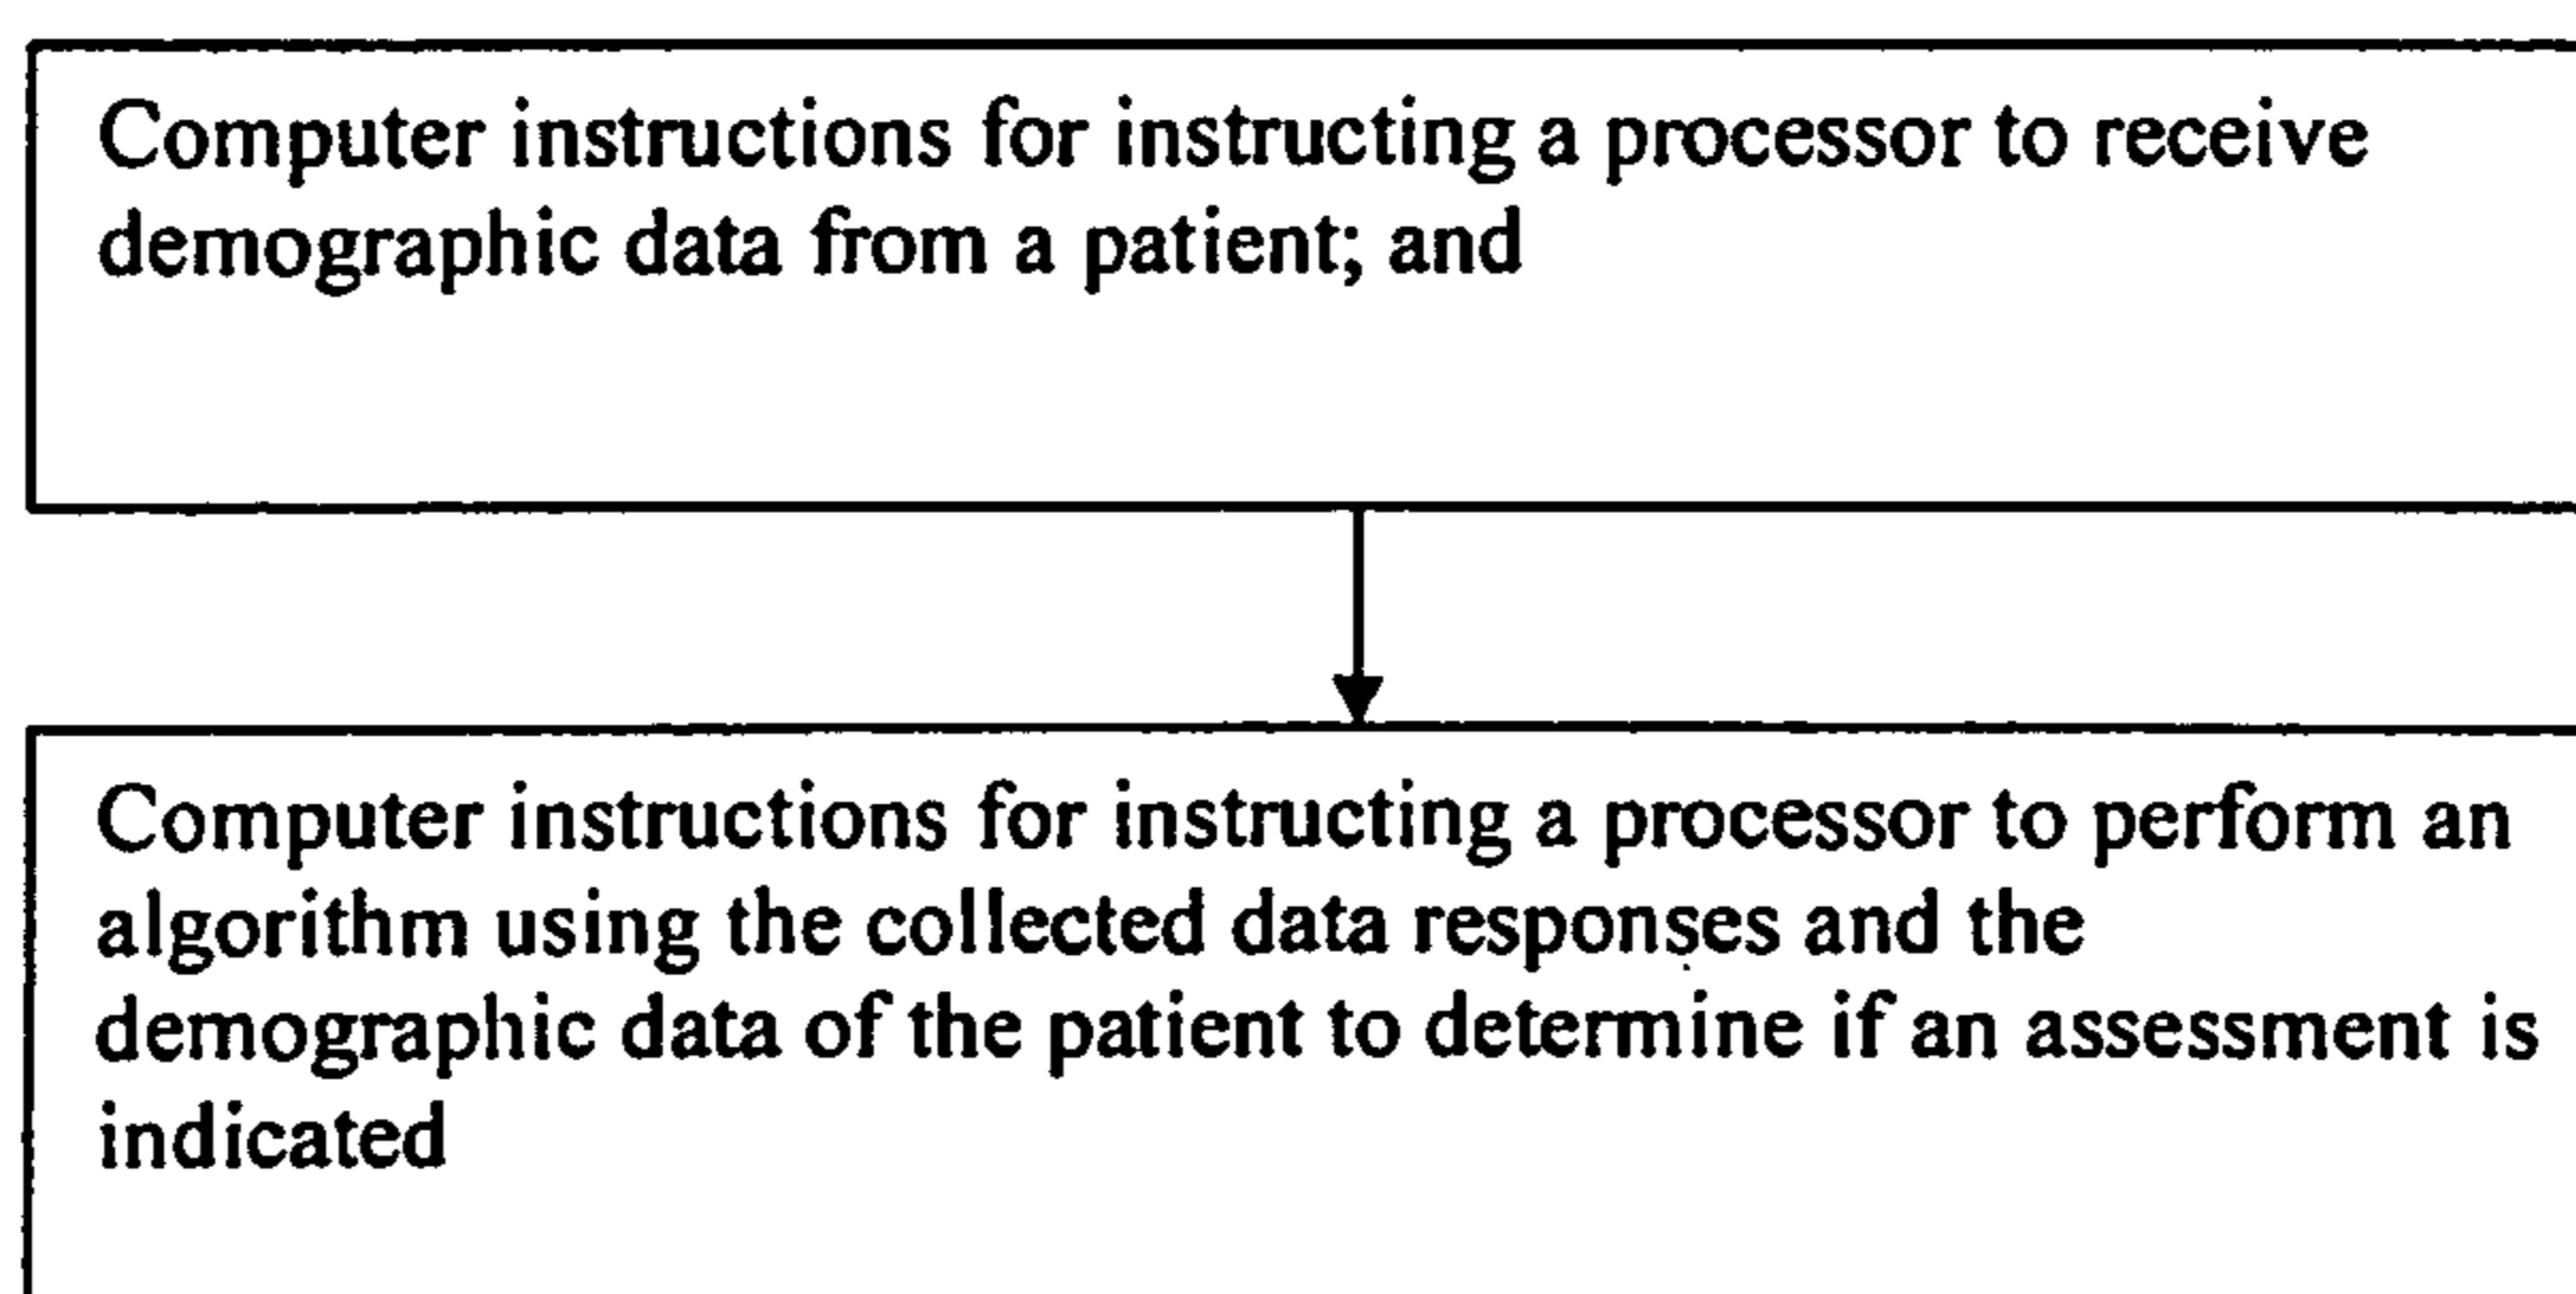 Computer instructions for instructing a processor to receive
demographic data from a patient; and
Computer instructions for instructing a processor to perform an
algorithm using the collected data responses and the
demographic data of the patient to determine if an assessment is
indicated